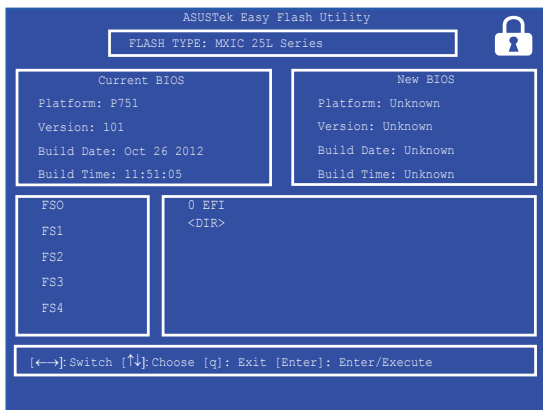 ASUSTek Easy Flash Utility
FLASH TYPE: MXIC 25L Series
Current BIOS
Platform: P751
Version: 101
Build Date: Oct 26 2012
Build Time: 11:51:05
New BIOS
Platform: Unknown
Version: Unknown
Build Date: Unknown
Build Time: Unknown
FSO
FS1
FS2
FS3
FS4
0 EFI
<DIR>
[←→]: Switch [↑↓]: Choose [q]: Exit [Enter]: Enter/Execute